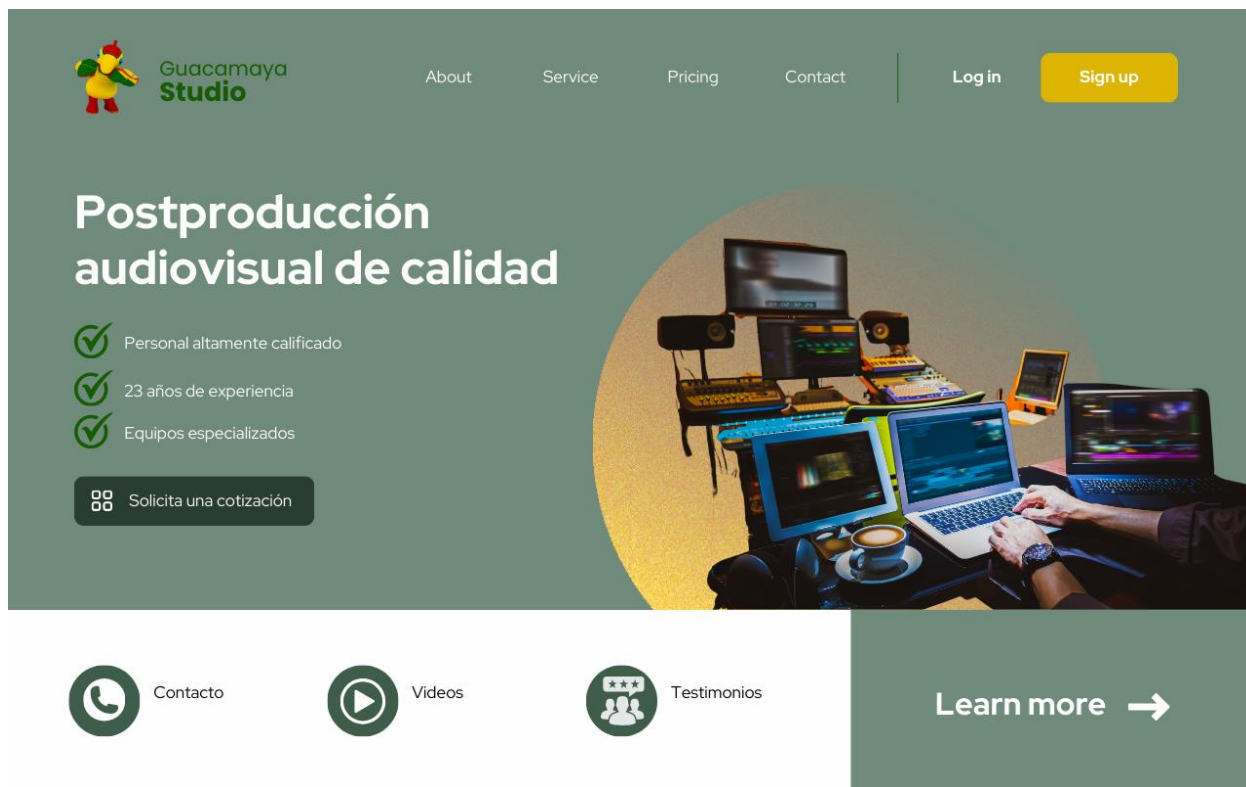 Guacamaya
Studio
About
Service
Pricing
Contact
Log in
Sign up
Postproducción
audiovisual de calidad
Personal altamente calificado
23 años de experiencia
Equipos especializados
Solicita una cotización
Contacto
Videos
Testimonios
Learn more